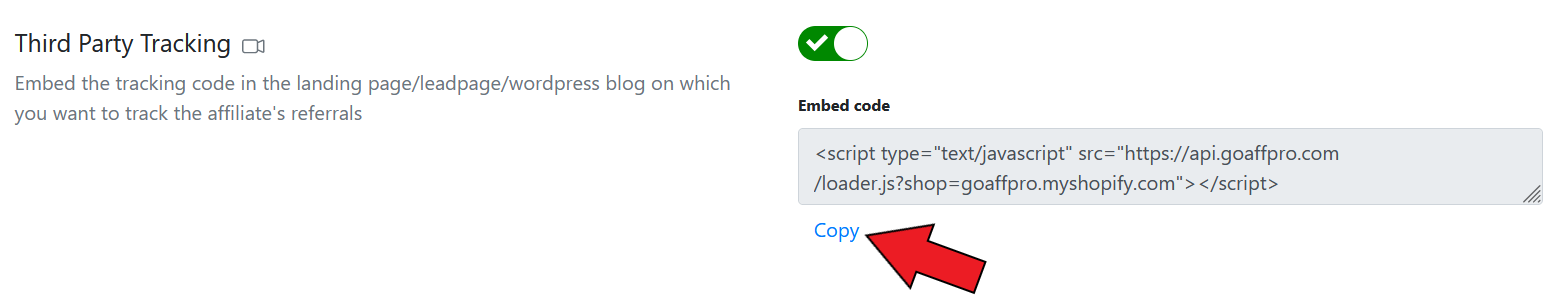 Third Party Tracking
Embed the tracking code in the landing page/leadpage/wordpress blog on which
you want to track the affiliate's referrals
Embed code
<script type="text/javascript" src="https://api.goaffpro.com
/loader.js?shop=goaffpro.myshopify.com"></script>
Copy